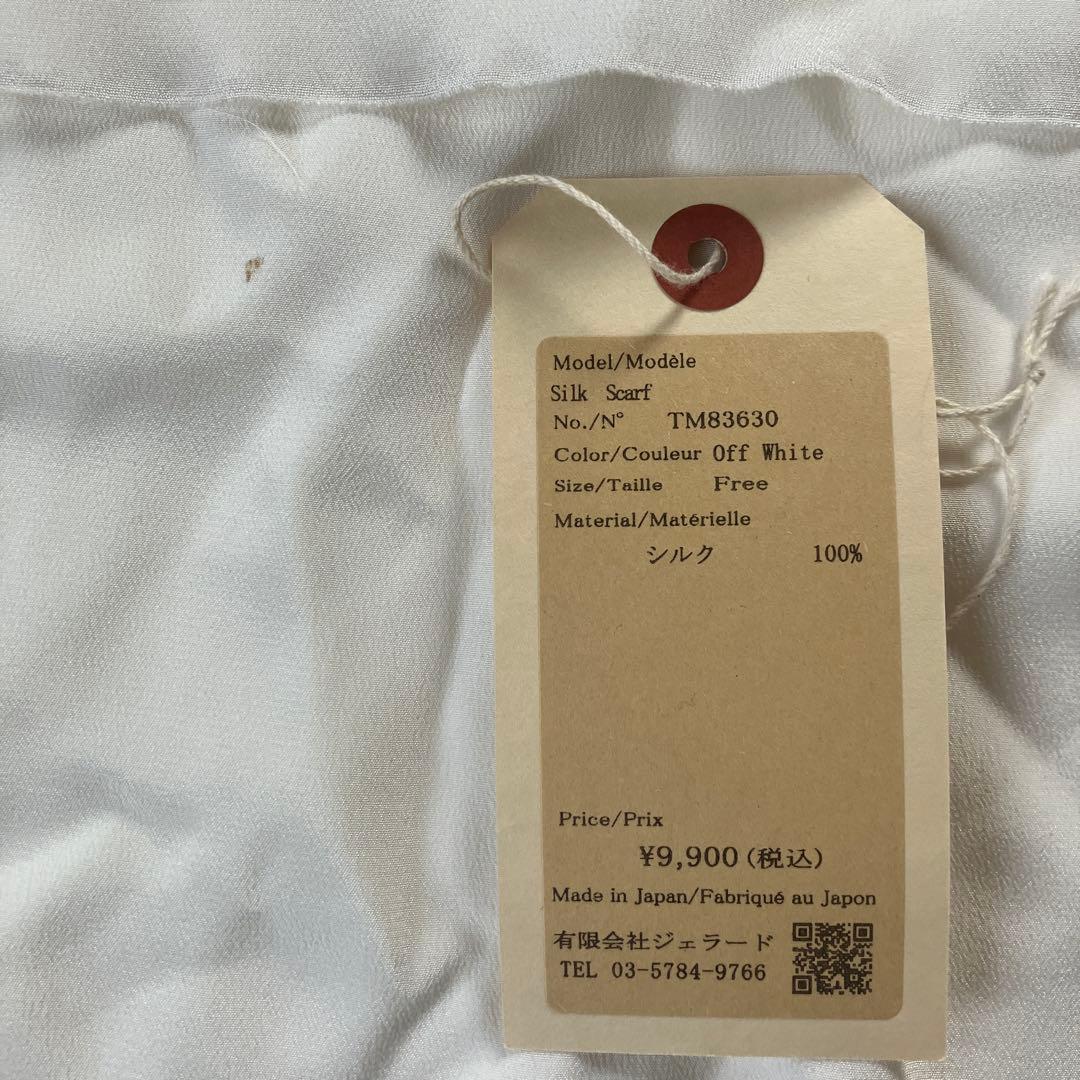 Model/Modèle
Silk Scarf
No./N° TM83630
Color/Couleur Off White
Size/Taille Free
Material/Matérielle
シルク 100%
Price/Prix
¥9,900(税込)
Made in Japan/Fabriqué au Japon
有限会社ジェラード
TEL 03-5784-9766